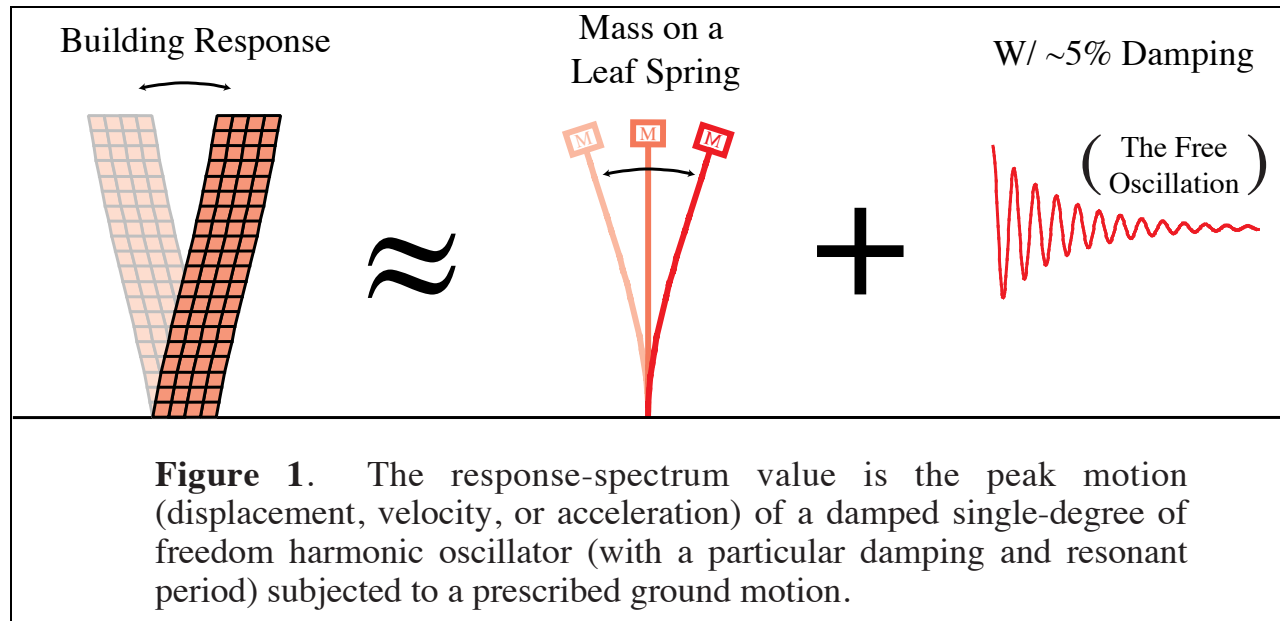 Building Response
Mass on a
Leaf Spring
W/ ~5% Damping
M
M
M
( The Free
Oscillation )
≈
+
Figure 1. The response-spectrum value is the peak motion
(displacement, velocity, or acceleration) of a damped single-degree of
freedom harmonic oscillator (with a particular damping and resonant
period) subjected to a prescribed ground motion.